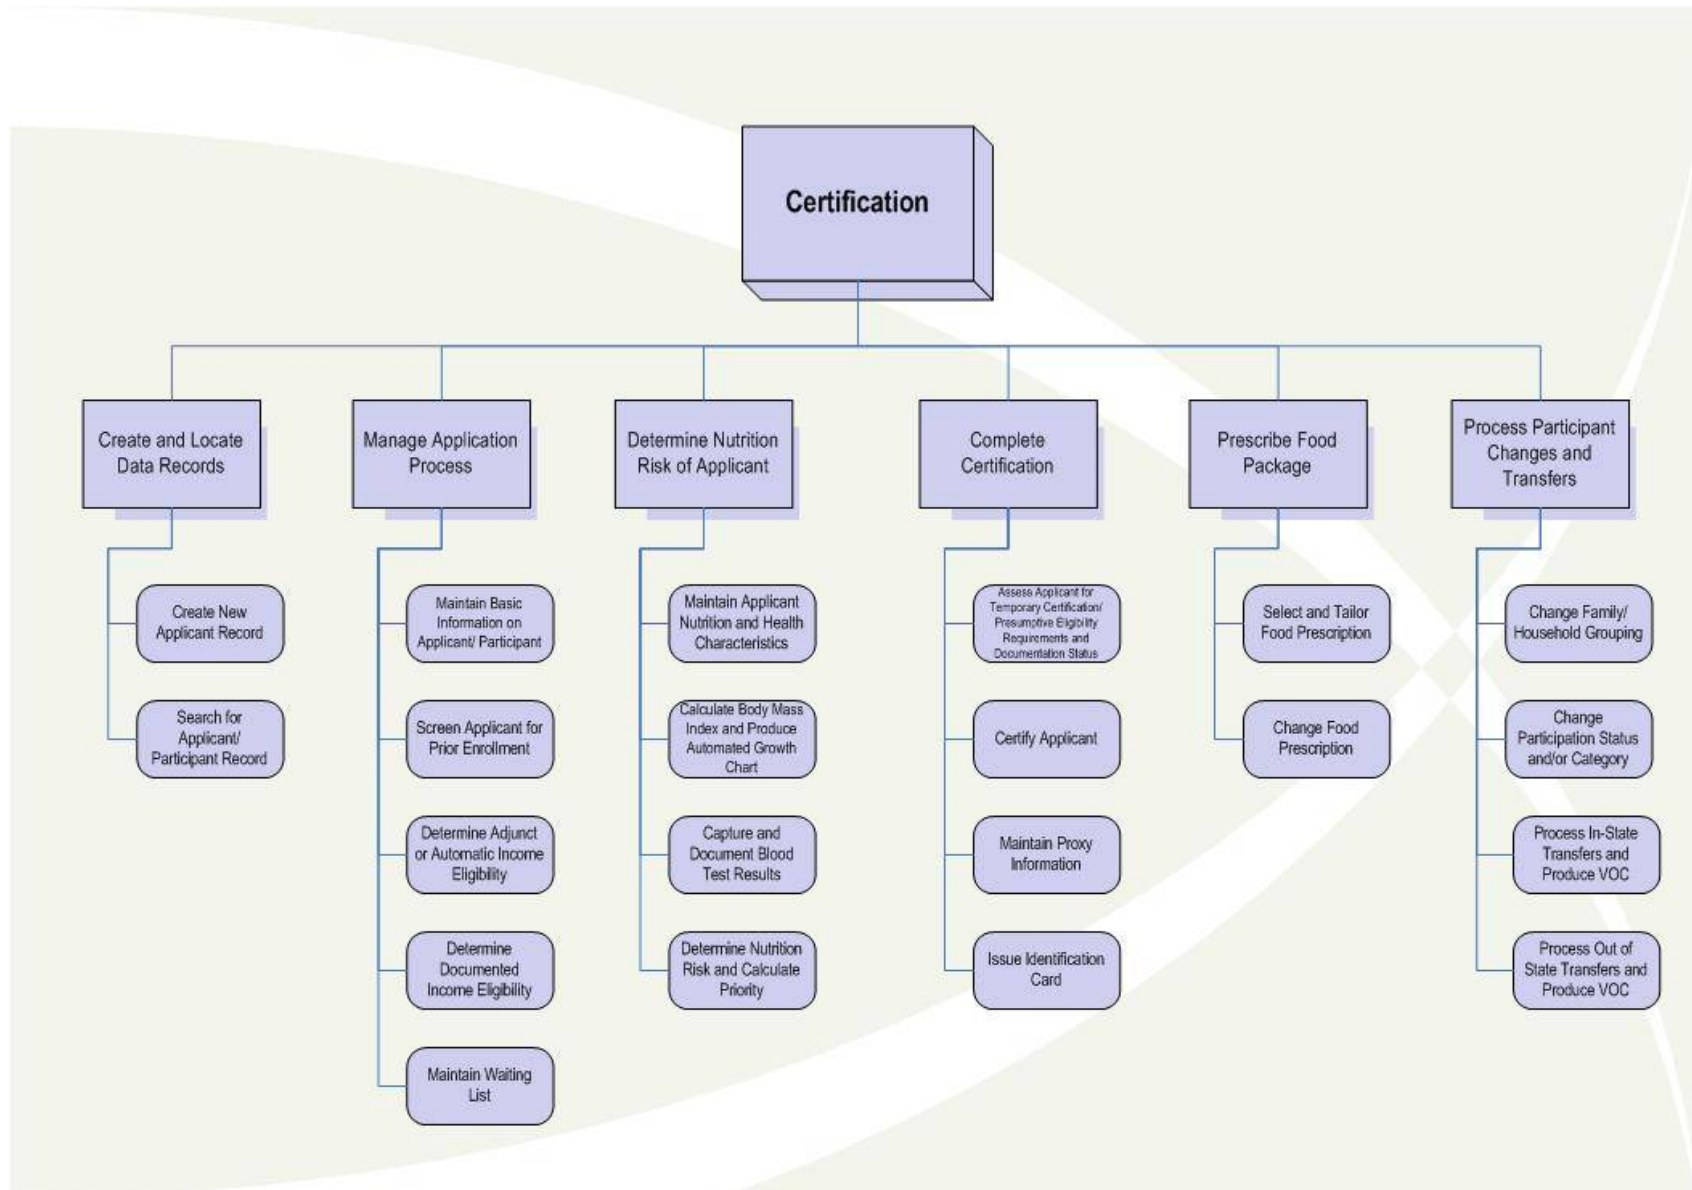 Certification
Create and Locate
Data Records
Manage Application
Process
Determine Nutrition
Risk of Applicant
Complete
Certification
Prescribe Food
Package
Process Participant
Changes and
Transfers
Create New
Applicant Record
Search for
Applicant/
Participant Record
Maintain Basic
Information on
Applicant/ Participant
Screen Applicant for
Prior Enrollment
Determine Adjunct
or Automatic Income
Eligibility
Determine
Documented
Income Eligibility
Maintain Waiting
List
Maintain Applicant
Nutrition and Health
Characteristics
Calculate Body Mass
Index and Produce
Automated Growth
Chart
Capture and
Document Blood
Test Results
Determine Nutrition
Risk and Calculate
Priority
Assess Applicant for
Temporary Certification/
Presumptive Eligibility
Requirements and
Documentation Status
Certify Applicant
Maintain Proxy
Information
Issue Identification
Card
Select and Tailor
Food Prescription
Change Food
Prescription
Change Family/
Household Grouping
Change
Participation Status
and/or Category
Process In-State
Transfers and
Produce VOC
Process Out of
State Transfers and
Produce VOC